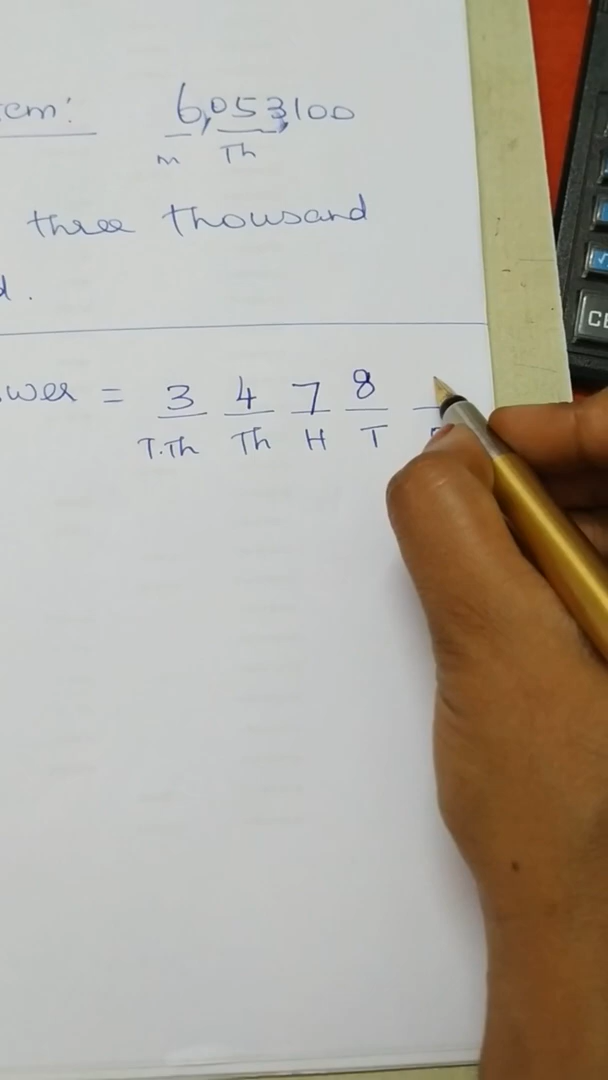 em: 6,053,100
m Th
three thousand
d.
wer = 3 4 7 8
T.Th Th H T
CE